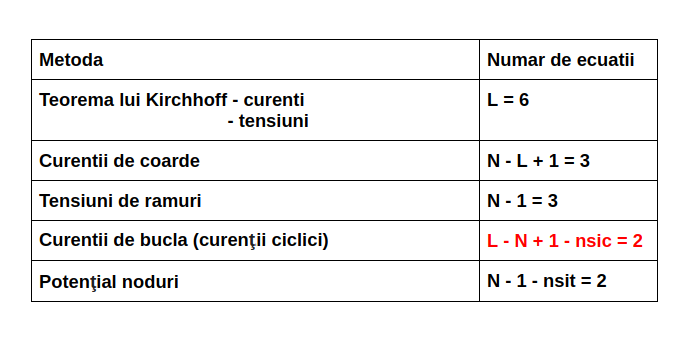 Metoda Numar de ecuatii
Teorema lui Kirchhoff - curenti L = 6
- tensiuni
Curentii de coarde N - L + 1 = 3
Tensiuni de ramuri N - 1 = 3
Curentii de bucla (curenţii ciclici) L - N + 1 - nsic = 2
Potenţial noduri N - 1 - nsit = 2